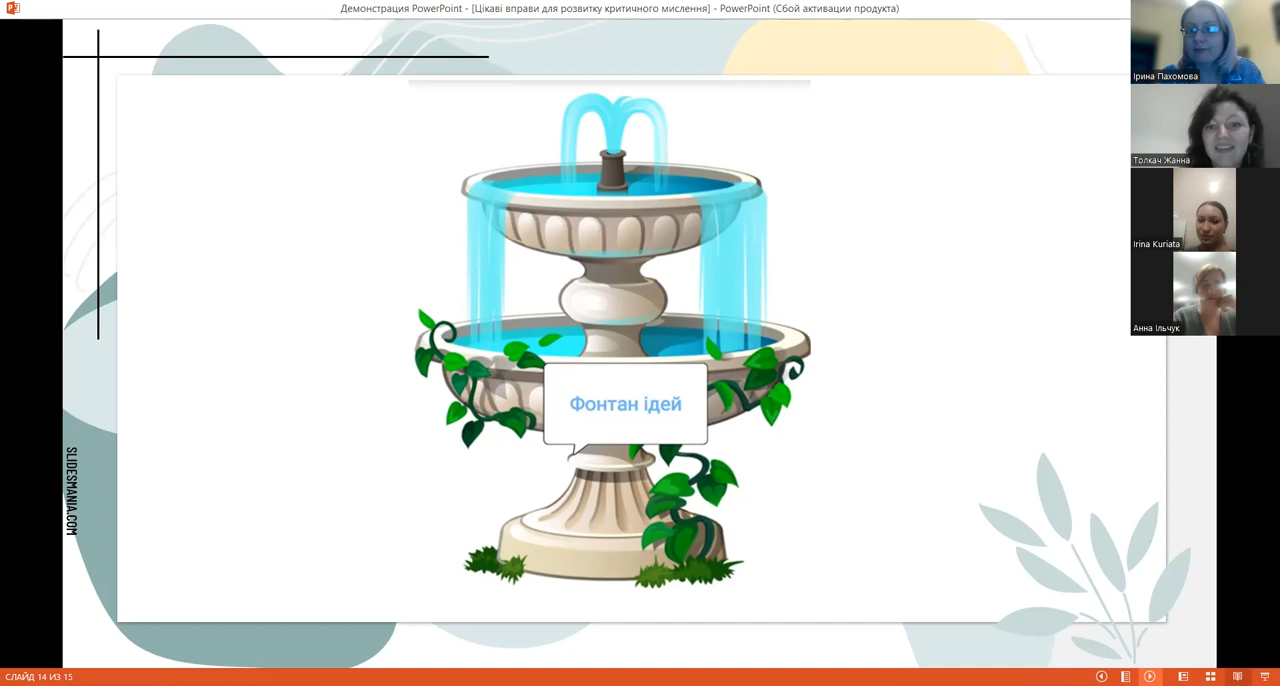 Демонстрация PowerPoint - [Цікаві вправи для розвитку критичного мислення] - PowerPoint (Сбой активации продукта)
Ірина Пахомова
Толкач Жанна
Irina Kuriata
Анна Ільчук
Фонтан ідей
SLIDESMANIA.COM
СЛАЙД 14 ИЗ 15